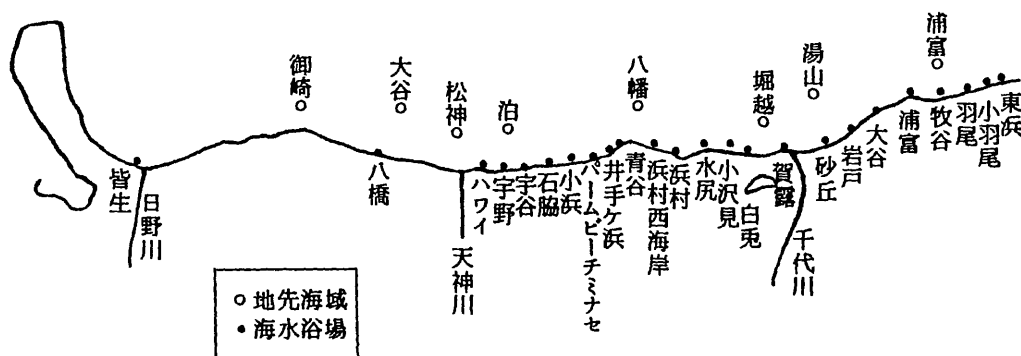 御崎
大谷
松神
泊
八幡
堀越
湯山
浦富
皆生
日野川
八橋
天神川
ハワイ
宇野
宇谷
石脇
小浜
パームビーチミナセ
井手ケ浜
青谷
浜村西海岸
浜村
水尻
小沢見
白兎
賀露
千代川
砂丘
岩戸
大谷
浦富
牧谷
羽尾
小羽尾
東浜
地先海域
海水浴場